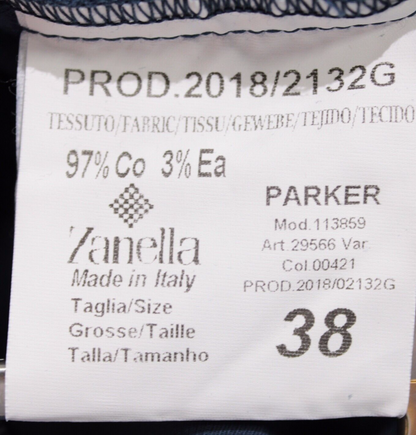 PROD.2018/2132G
TESSUTO/FABRIC/TISSU/GEWEBE/TEJIDO/TECIDO
97% Co 3% Ea
Zanella
Made in Italy
Taglia/Size
Grosse/Taille
Talla/Tamanho
PARKER
Mod.113859
Art.29566 Var.
Col.00421
PROD.2018/02132G
38